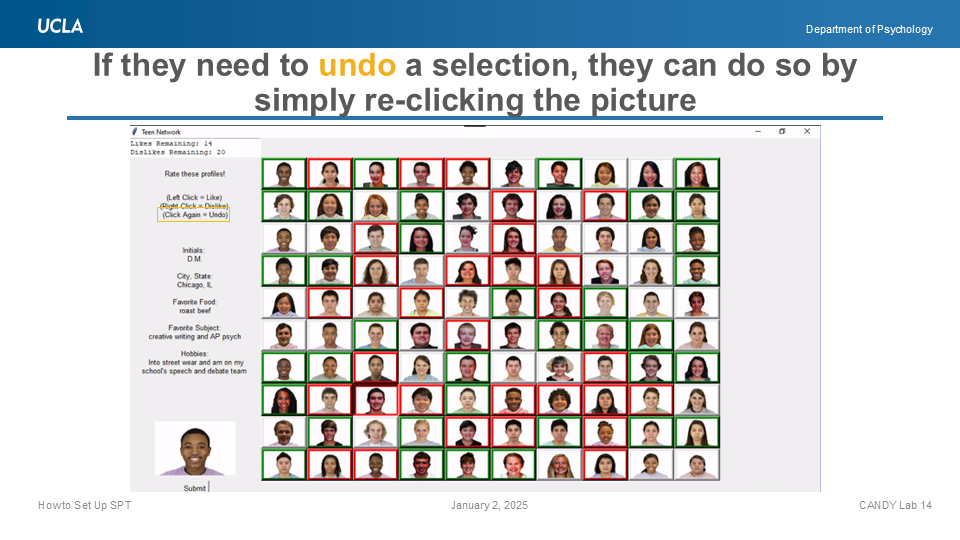 UCLA
Department of Psychology
If they need to undo a selection, they can do so by
simply re-clicking the picture
Teen Network
Likes Remaining: 14
Dislikes Remaining: 20
Rate these profiles!
(Left Click = Like)
(Right Click = Dislike)
(Click Again = Undo)
Initials:
D.M.
City, State:
Chicago, IL
Favorite Food:
roast beef
Favorite Subject:
creative writing and AP psych
Hobbies:
Into street wear and am on my
school's speech and debate team
Submit
Howto Set Up SPT
January 2, 2025
CANDY Lab 14